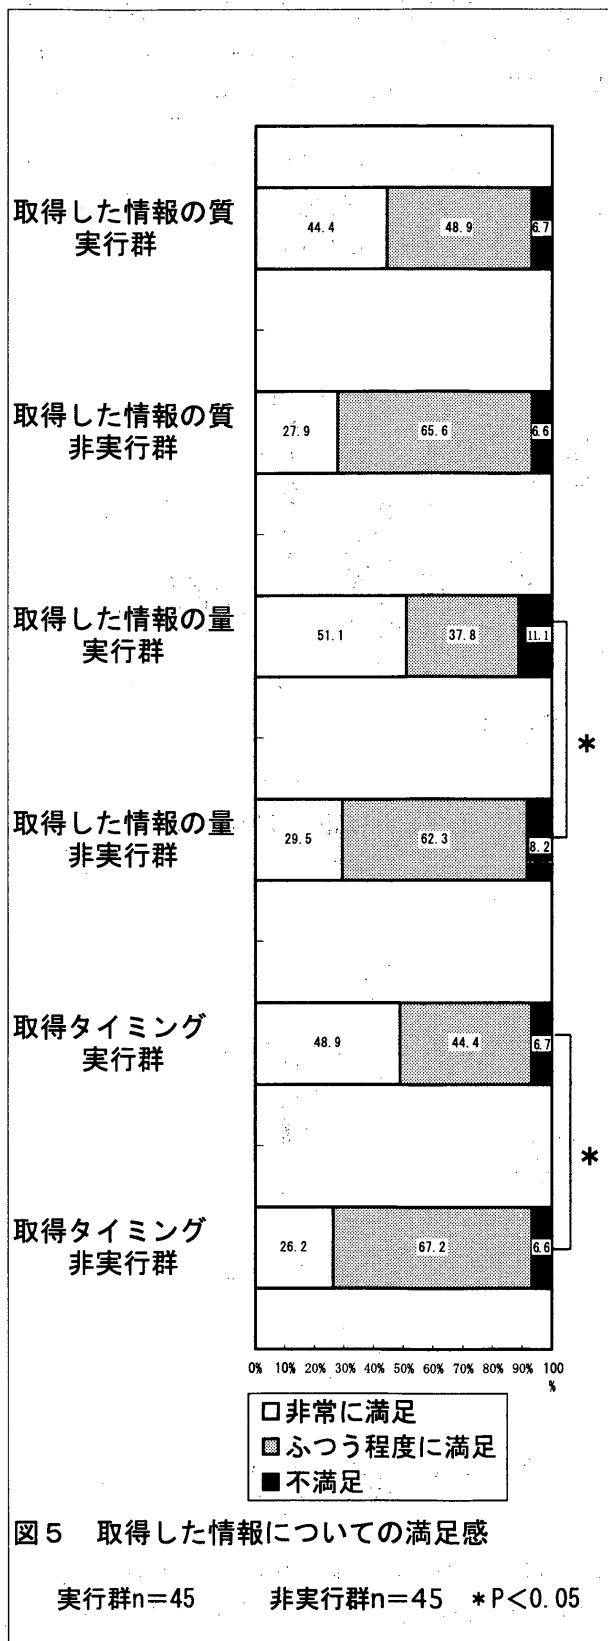 取得した情報の質
実行群
44.4 48.9 6.7
取得した情報の質
非実行群
27.9 65.6 6.6
取得した情報の量
実行群
51.1 37.8 11.1
*
取得した情報の量
非実行群
29.5 62.3 8.2
取得タイミング
実行群
48.9 44.4 6.7
*
取得タイミング
非実行群
26.2 67.2 6.6
0% 10% 20% 30% 40% 50% 60% 70% 80% 90% 100
%
□非常に満足
ふつう程度に満足
■不満足
図5 取得した情報についての満足感
実行群n=45 非実行群n=45 *P<0.05